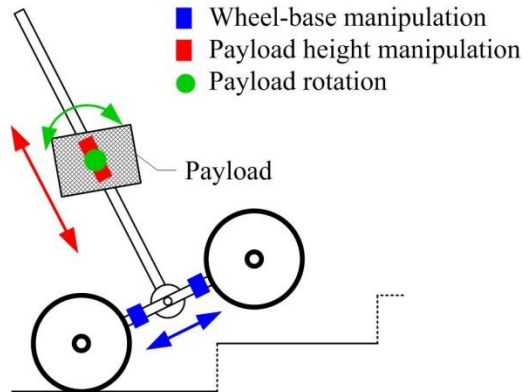 Wheel-base manipulation
Payload height manipulation
Payload rotation
Payload